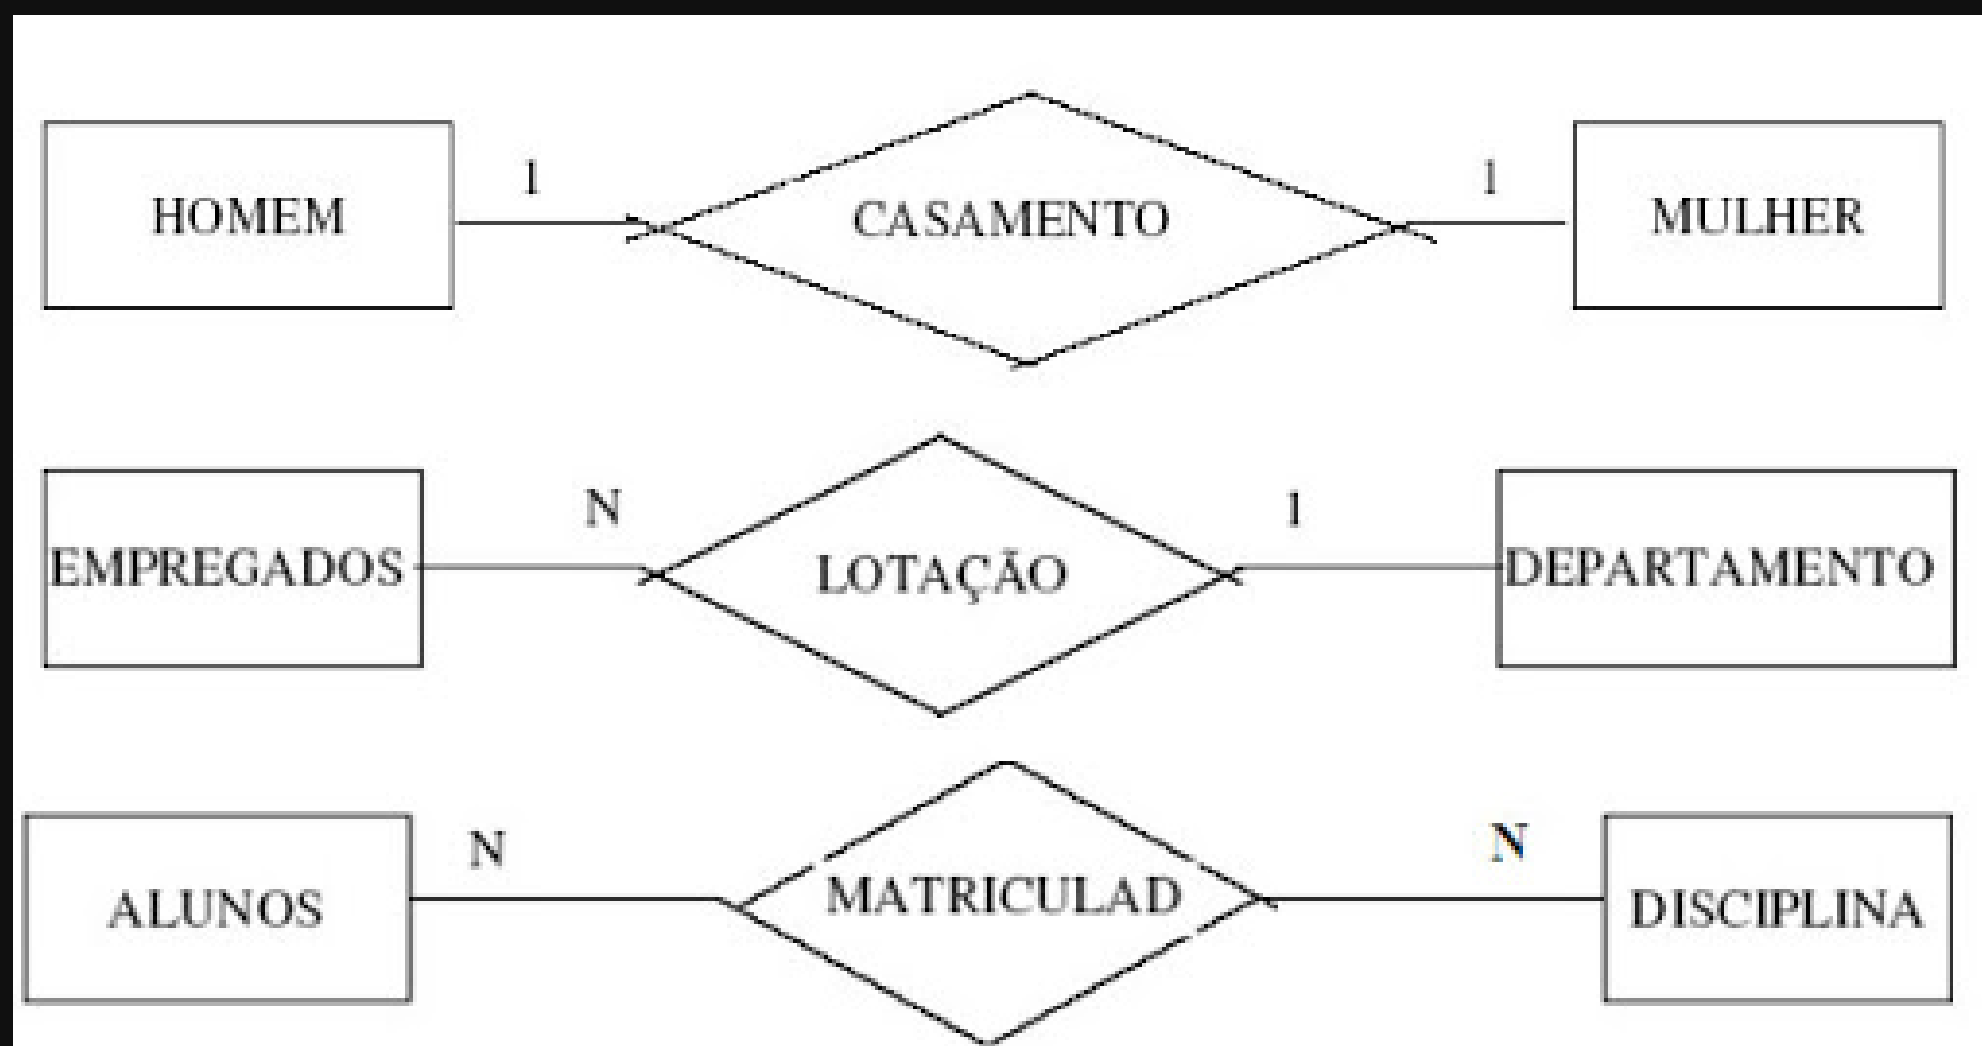 1 1
HOMEM CASAMENTO MULHER
N 1
EMPREGADOS LOTAÇÃO DEPARTAMENTO
N N
ALUNOS MATRICULAD DISCIPLINA